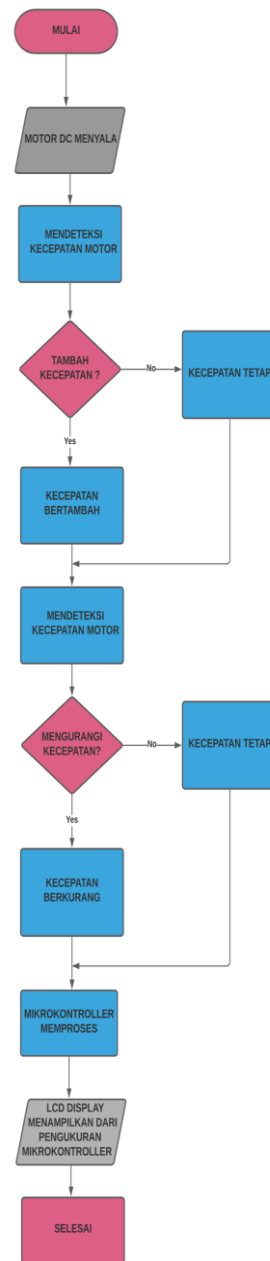 MULAI
MOTOR DC MENYALA
MENDETEKSI
KECEPATAN MOTOR
TAMBAH
KECEPATAN ?
No
KECEPATAN TETAP
Yes
KECEPATAN
BERTAMBAH
MENDETEKSI
KECEPATAN MOTOR
MENGURANGI
KECEPATAN?
No
KECEPATAN TETAP
Yes
KECEPATAN
BERKURANG
MIKROKONTROLLER
MEMPROSES
LCD DISPLAY
MENAMPILKAN DARI
PENGUKURAN
MIKROKONTROLLER
SELESAI